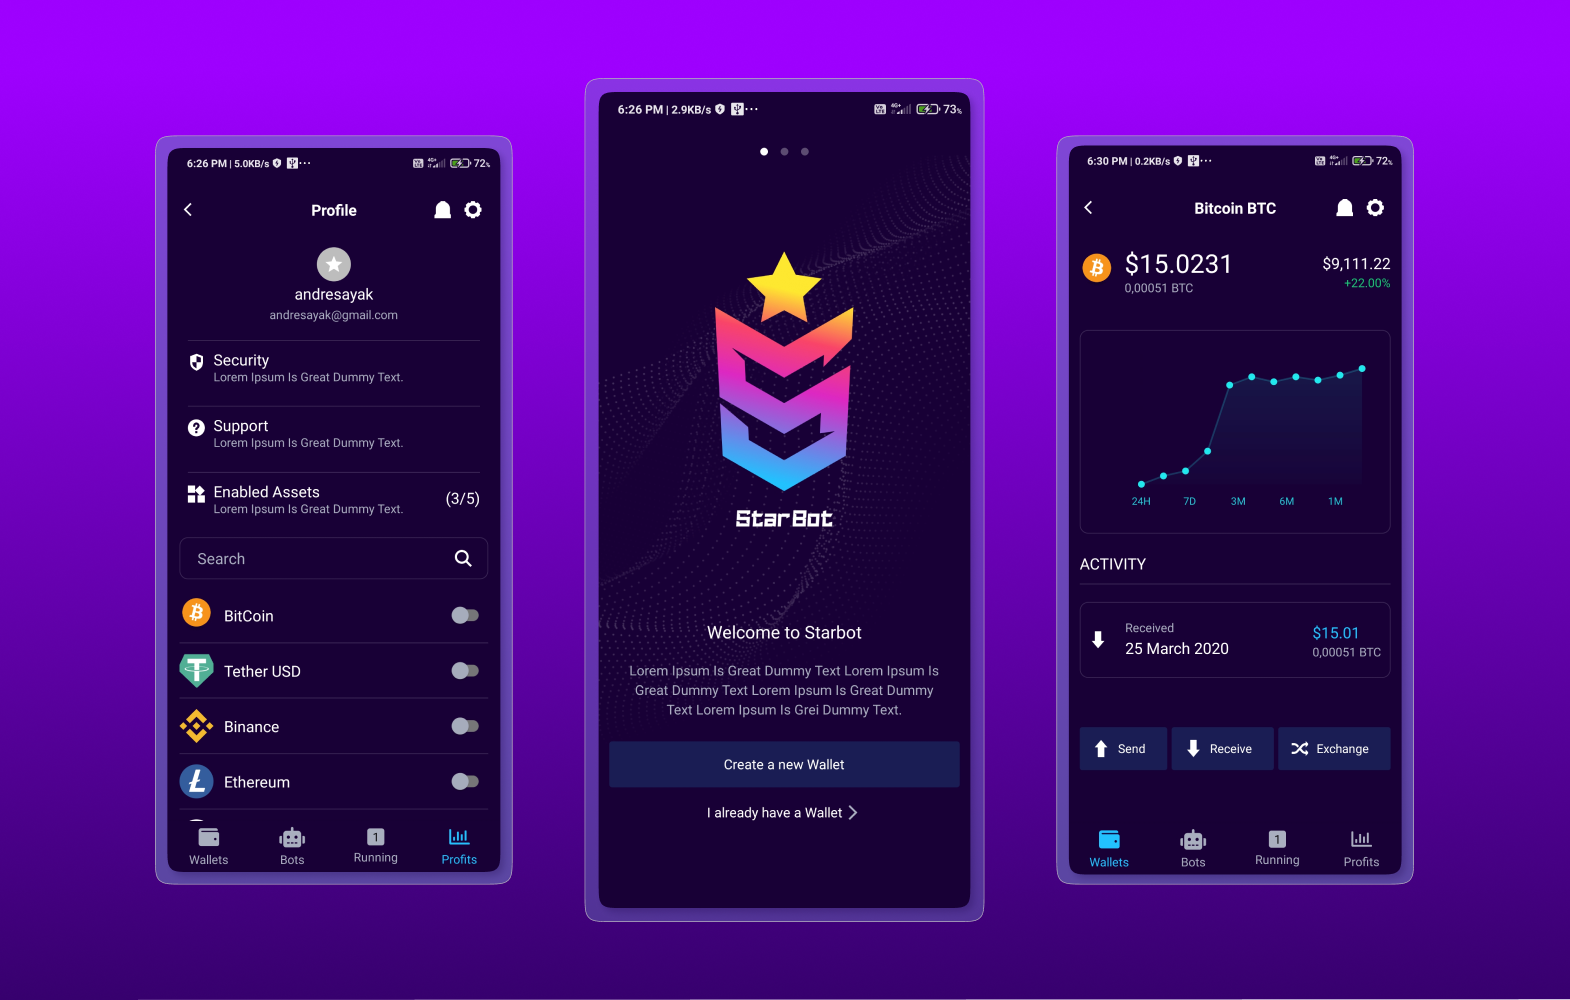 6:26 PM | 5.0KB/s
72%
Profile
andresayak
andresayak@gmail.com
Security
Lorem Ipsum Is Great Dummy Text.
Support
Lorem Ipsum Is Great Dummy Text.
Enabled Assets
Lorem Ipsum Is Great Dummy Text.
(3/5)
Search
BitCoin
Tether USD
Binance
Ethereum
Wallets
Bots
1
Running
Profits
6:26 PM | 2.9KB/s
4G+
73%
StarBot
Welcome to Starbot
Lorem Ipsum Is Great Dummy Text Lorem Ipsum Is
Great Dummy Text Lorem Ipsum Is Great Dummy
Text Lorem Ipsum Is Grei Dummy Text.
Create a new Wallet
I already have a Wallet
6:30 PM | 0.2KB/s
72%
Bitcoin BTC
$15.0231
0,00051 BTC
$9,111.22
+22.00%
24H 7D 3M 6M 1M
ACTIVITY
Received
25 March 2020
$15.01
0,00051 BTC
Send
Receive
Exchange
Wallets
Bots
1
Running
Profits